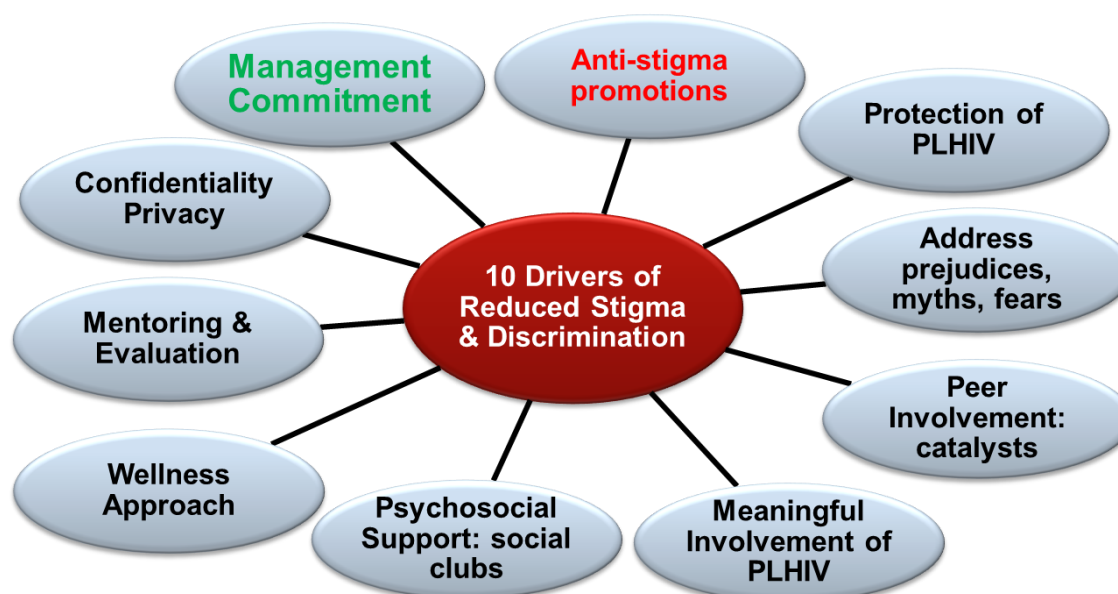 Management
Commitment
Anti-stigma
promotions
Protection of
PLHIV
Confidentiality
Privacy
Address
prejudices,
myths, fears
10 Drivers of
Reduced Stigma
& Discrimination
Mentoring &
Evaluation
Peer
Involvement:
catalysts
Wellness
Approach
Psychosocial
Support: social
clubs
Meaningful
Involvement of
PLHIV